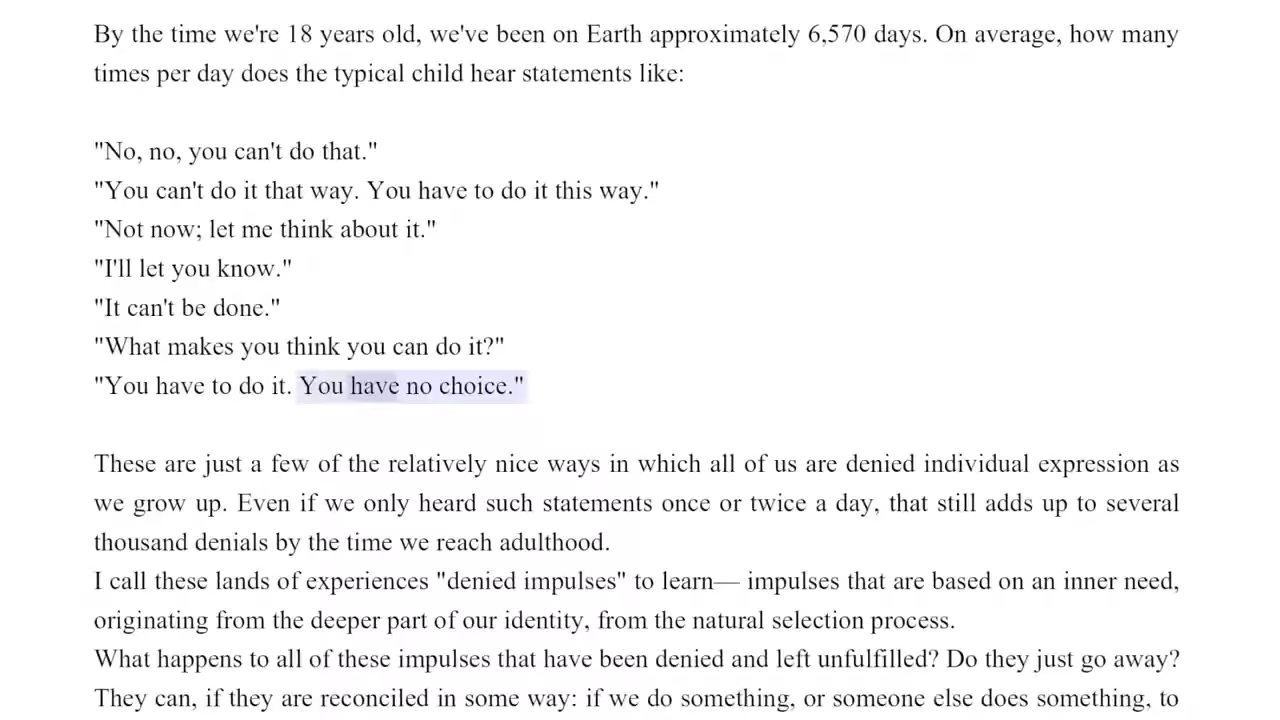 By the time we're 18 years old, we've been on Earth approximately 6,570 days. On average, how many
times per day does the typical child hear statements like:
"No, no, you can't do that."
"You can't do it that way. You have to do it this way."
"Not now; let me think about it."
"I'll let you know."
"It can't be done."
"What makes you think you can do it?"
"You have to do it. You have no choice."
These are just a few of the relatively nice ways in which all of us are denied individual expression as
we grow up. Even if we only heard such statements once or twice a day, that still adds up to several
thousand denials by the time we reach adulthood.
I call these lands of experiences "denied impulses" to learn— impulses that are based on an inner need,
originating from the deeper part of our identity, from the natural selection process.
What happens to all of these impulses that have been denied and left unfulfilled? Do they just go away?
They can, if they are reconciled in some way: if we do something, or someone else does something, to